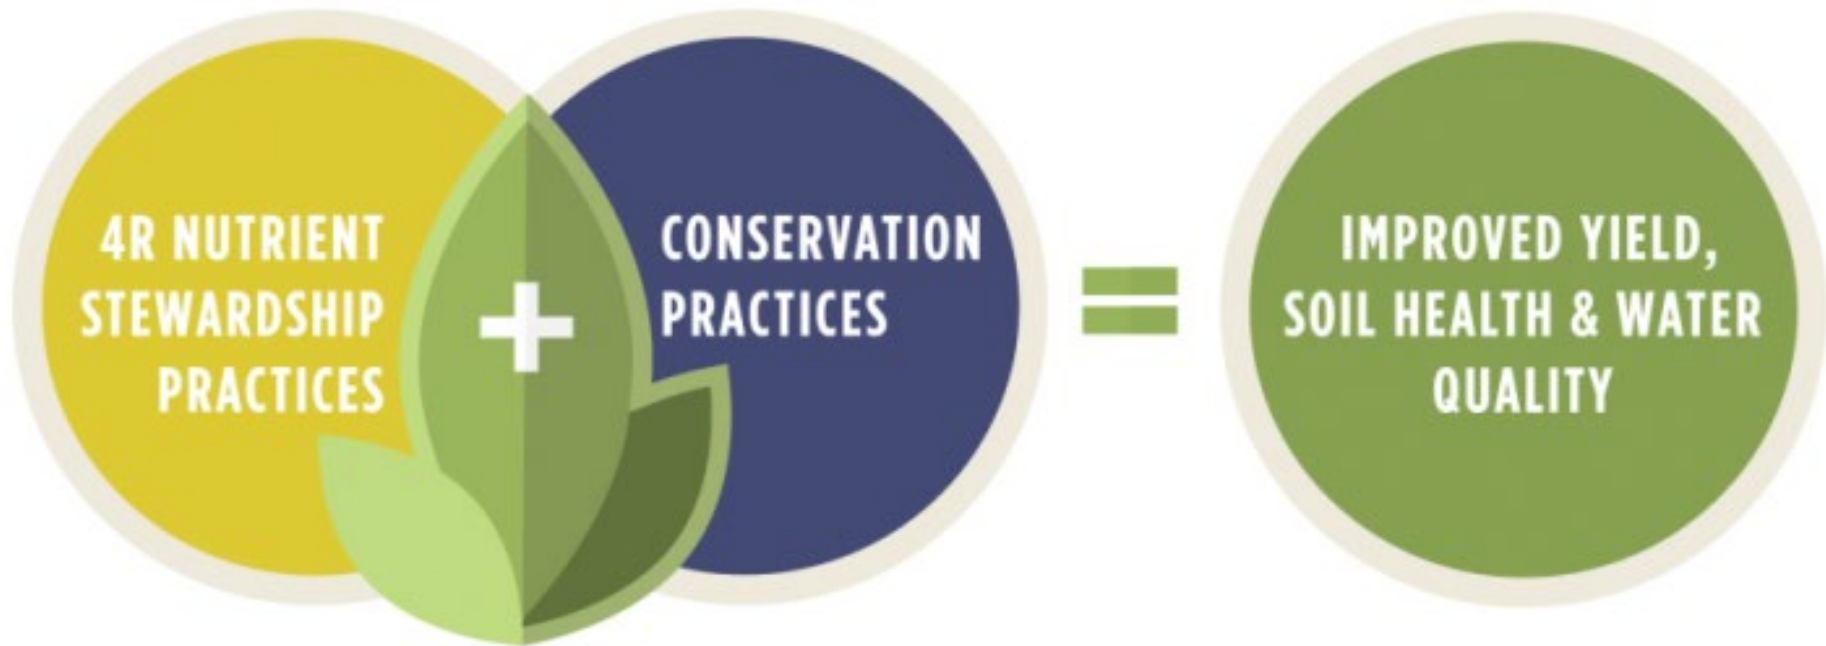 4R NUTRIENT
STEWARDSHIP
PRACTICES
+
CONSERVATION
PRACTICES
=
IMPROVED YIELD,
SOIL HEALTH & WATER
QUALITY